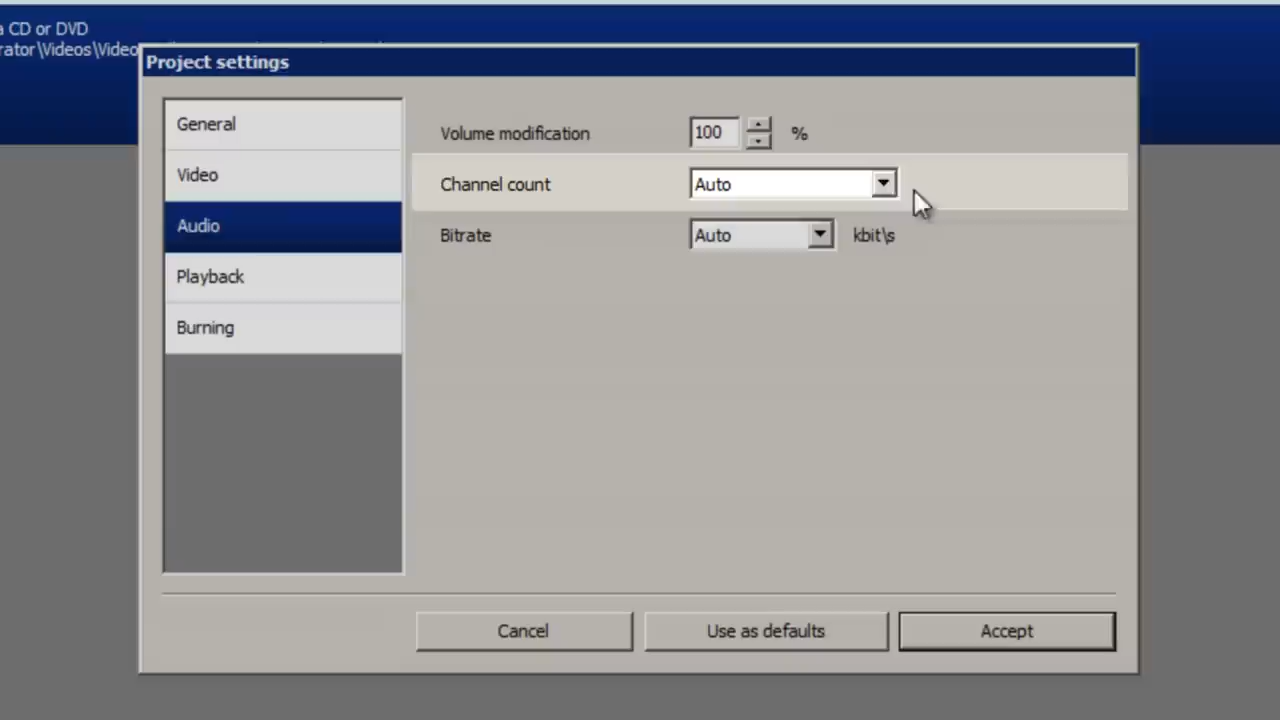 a CD or DVD
rator\Videos\Video
Project settings
General
Video
Audio
Playback
Burning
Volume modification 100 %
Channel count Auto
Bitrate Auto kbit\s
Cancel Use as defaults Accept